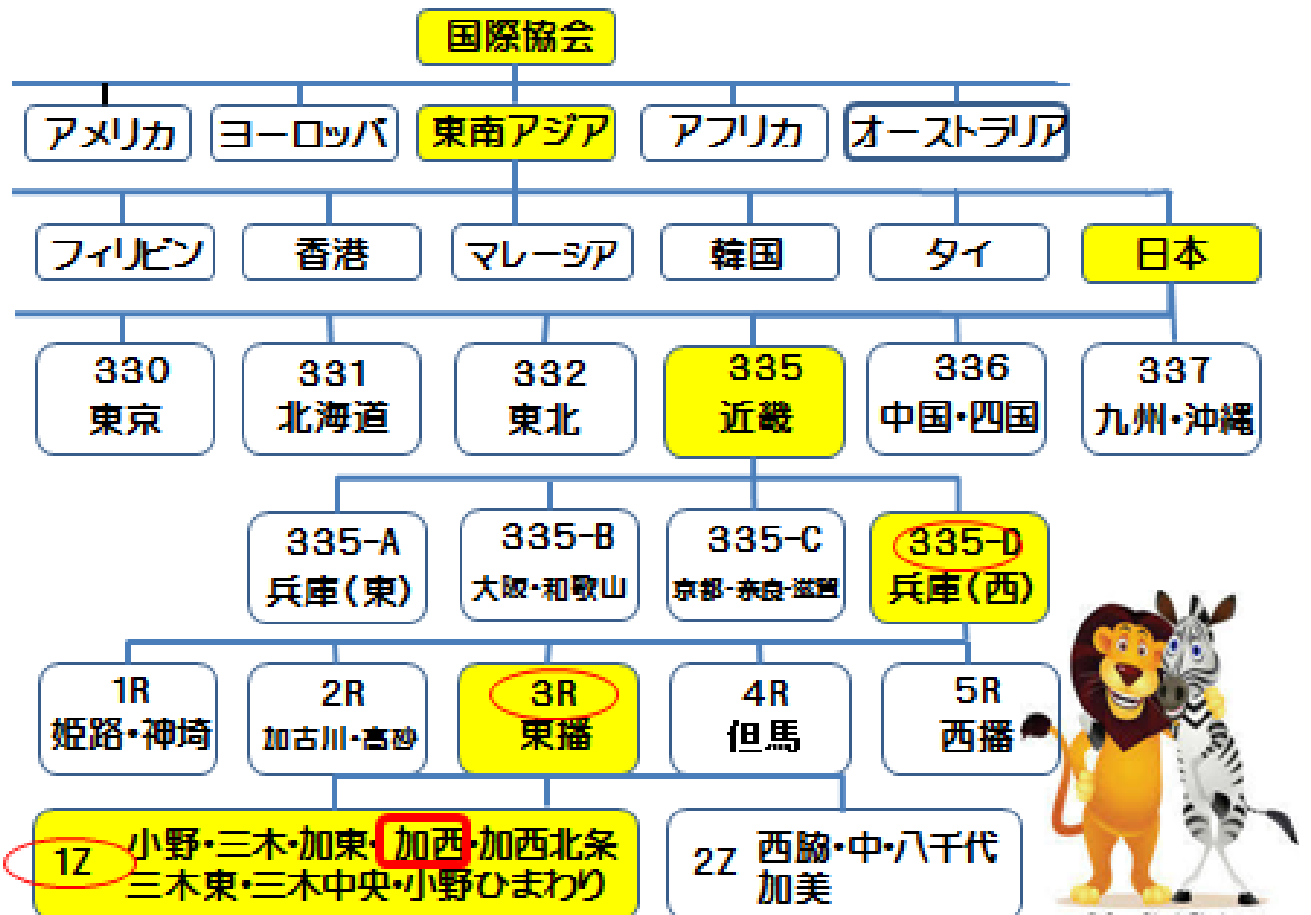 国際協会
アメリカ
ヨーロッパ
東南アジア
アフリカ
オーストラリア
フィリピン
香港
マレーシア
韓国
タイ
日本
330
東京
331
北海道
332
東北
335
近畿
336
中国・四国
337
九州・沖縄
335-A
兵庫(東)
335-B
大阪・和歌山
335-C
京都-奈良-滋賀
335-D
兵庫(西)
1R
姫路・神埼
2R
加古川・高砂
3R
東播
4R
但馬
5R
西播
1Z
小野・三木・加東・加西・加西北条
三木東・三木中央・小野ひまわり
2Z
西脇・中・八千代
加美